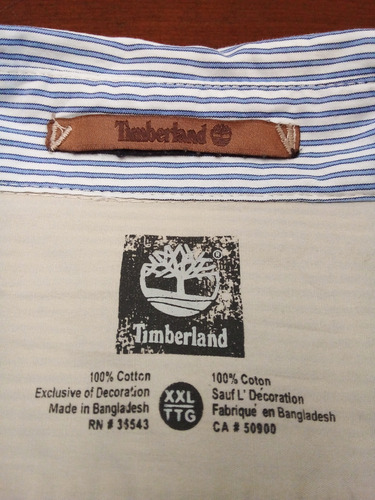 Timberland
®
Timberland
100% Cotton
Exclusive of Decoration
Made in Bangladesh
RN # 35543
XXL
TTG
100% Coton
Sauf L' Décoration
Fabriqué en Bangladesh
CA # 50900